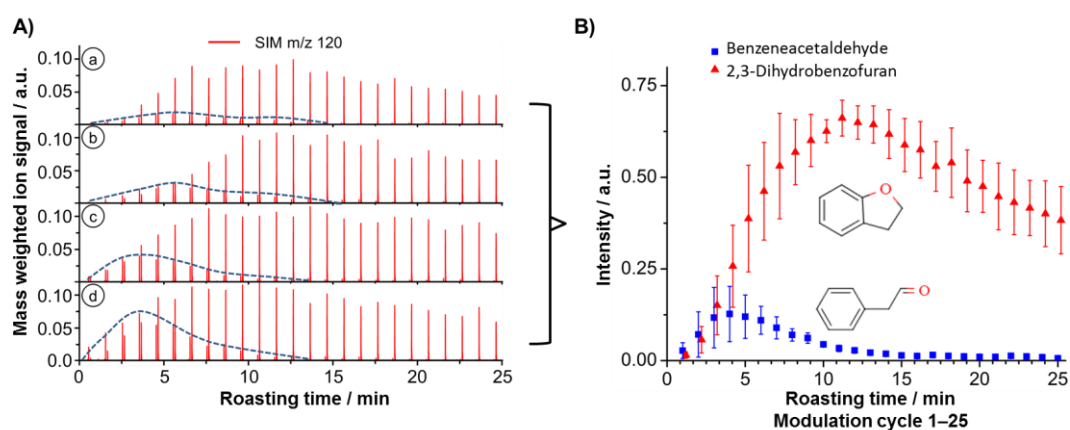 A)
SIM m/z 120
Mass weighted ion signal / a.u.
0.10
0.05
a
0.10
0.05
b
0.10
0.05
c
0.10
0.05
0.0
d
0 5 10 15 20 25
Roasting time / min
B)
Benzeneacetaldehyde
2,3-Dihydrobenzofuran
Intensity / a.u.
0.75
0.50
0.25
0.00
O
O
0 5 10 15 20 25
Roasting time / min
Modulation cycle 1–25